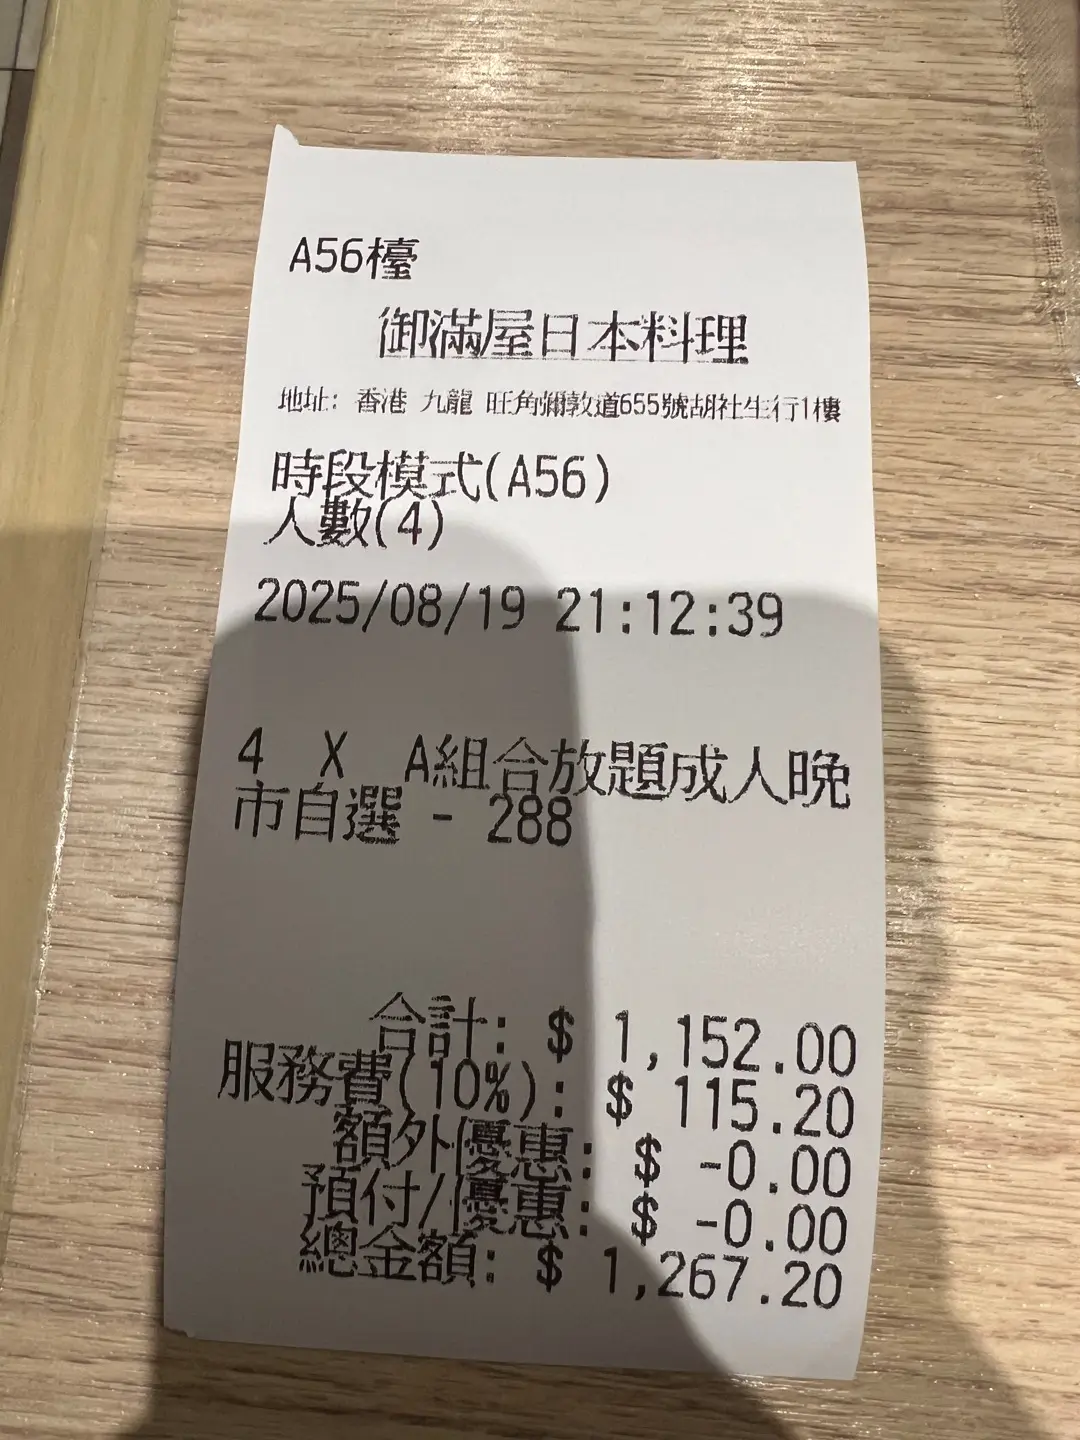 A56檯
御滿屋日本料理
地址: 香港 九龍 旺角彌敦道655號胡社生行1樓
時段模式(A56)
人數(4)
2025/08/19 21:12:39
4 X A組合放題成人晚
市自選 - 288
合計: $ 1,152.00
服務費(10%): $ 115.20
額外優惠: $ -0.00
預付/優惠: $ -0.00
總金額: $ 1,267.20